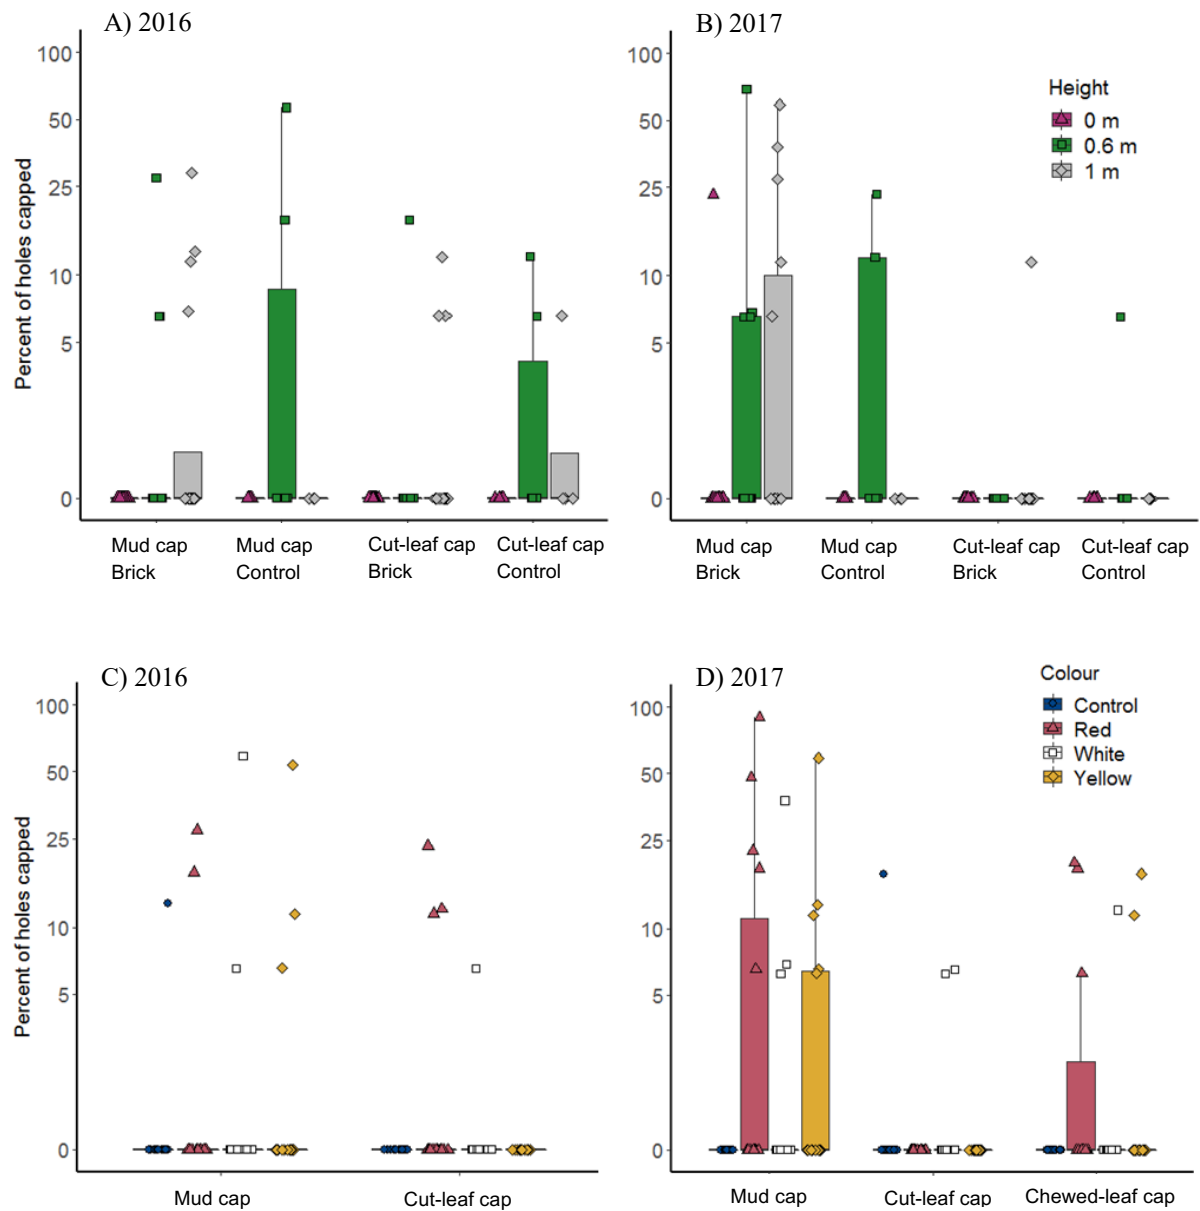 A) 2016
B) 2017
Percent of holes capped
100
50
25
10
5
0
100
50
25
10
5
0
Height
0 m
0.6 m
1 m
Mud cap
Brick
Mud cap
Control
Cut-leaf cap
Brick
Cut-leaf cap
Control
Mud cap
Brick
Mud cap
Control
Cut-leaf cap
Brick
Cut-leaf cap
Control
C) 2016
D) 2017
Percent of holes capped
100
50
25
10
5
0
100
50
25
10
5
0
Colour
Control
Red
White
Yellow
Mud cap
Cut-leaf cap
Mud cap
Cut-leaf cap
Chewed-leaf cap